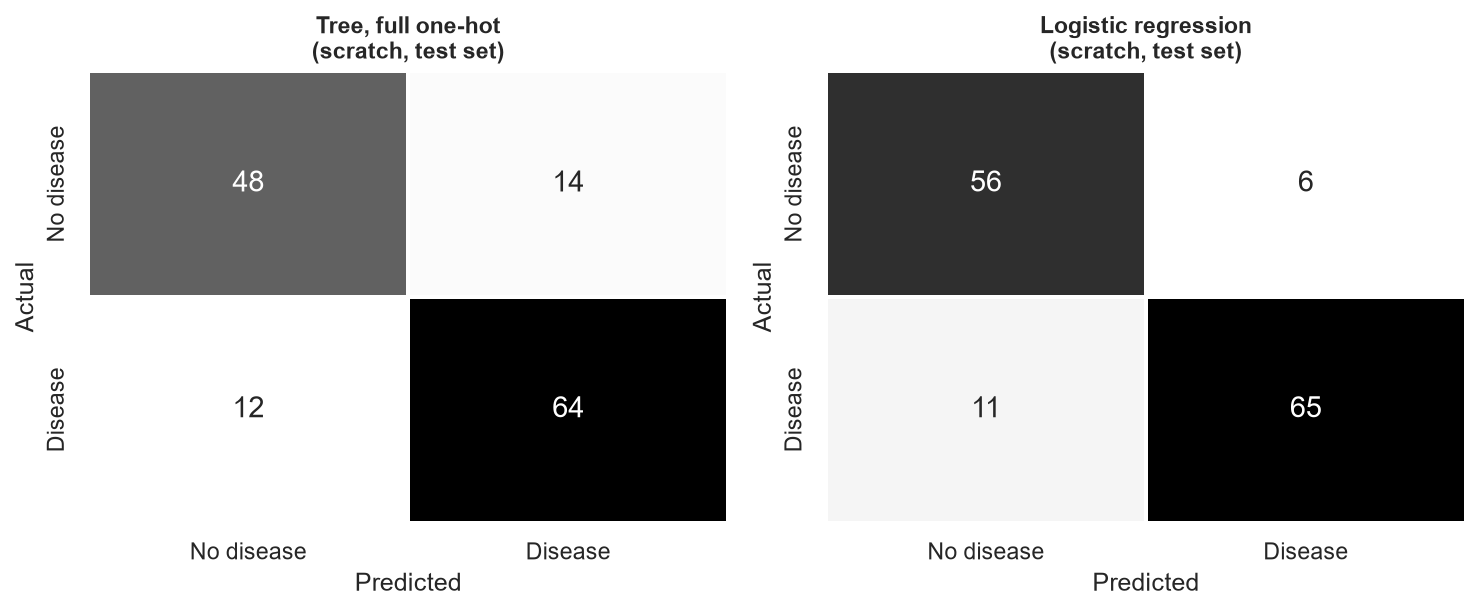 Tree, full one-hot
(scratch, test set)
Actual
No disease
Disease
48
14
12
64
No disease
Disease
Predicted
Logistic regression
(scratch, test set)
Actual
No disease
Disease
56
6
11
65
No disease
Disease
Predicted